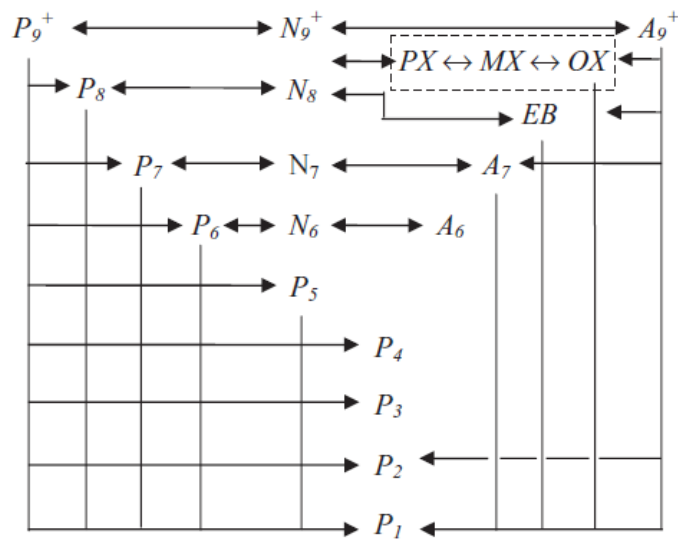 P₉⁺ N₉⁺ A₉⁺
PX ↔ MX ↔ OX
P₈ N₈
EB
P₇ N₇ A₇
P₆ N₆ A₆
P₅
P₄
P₃
P₂
P₁